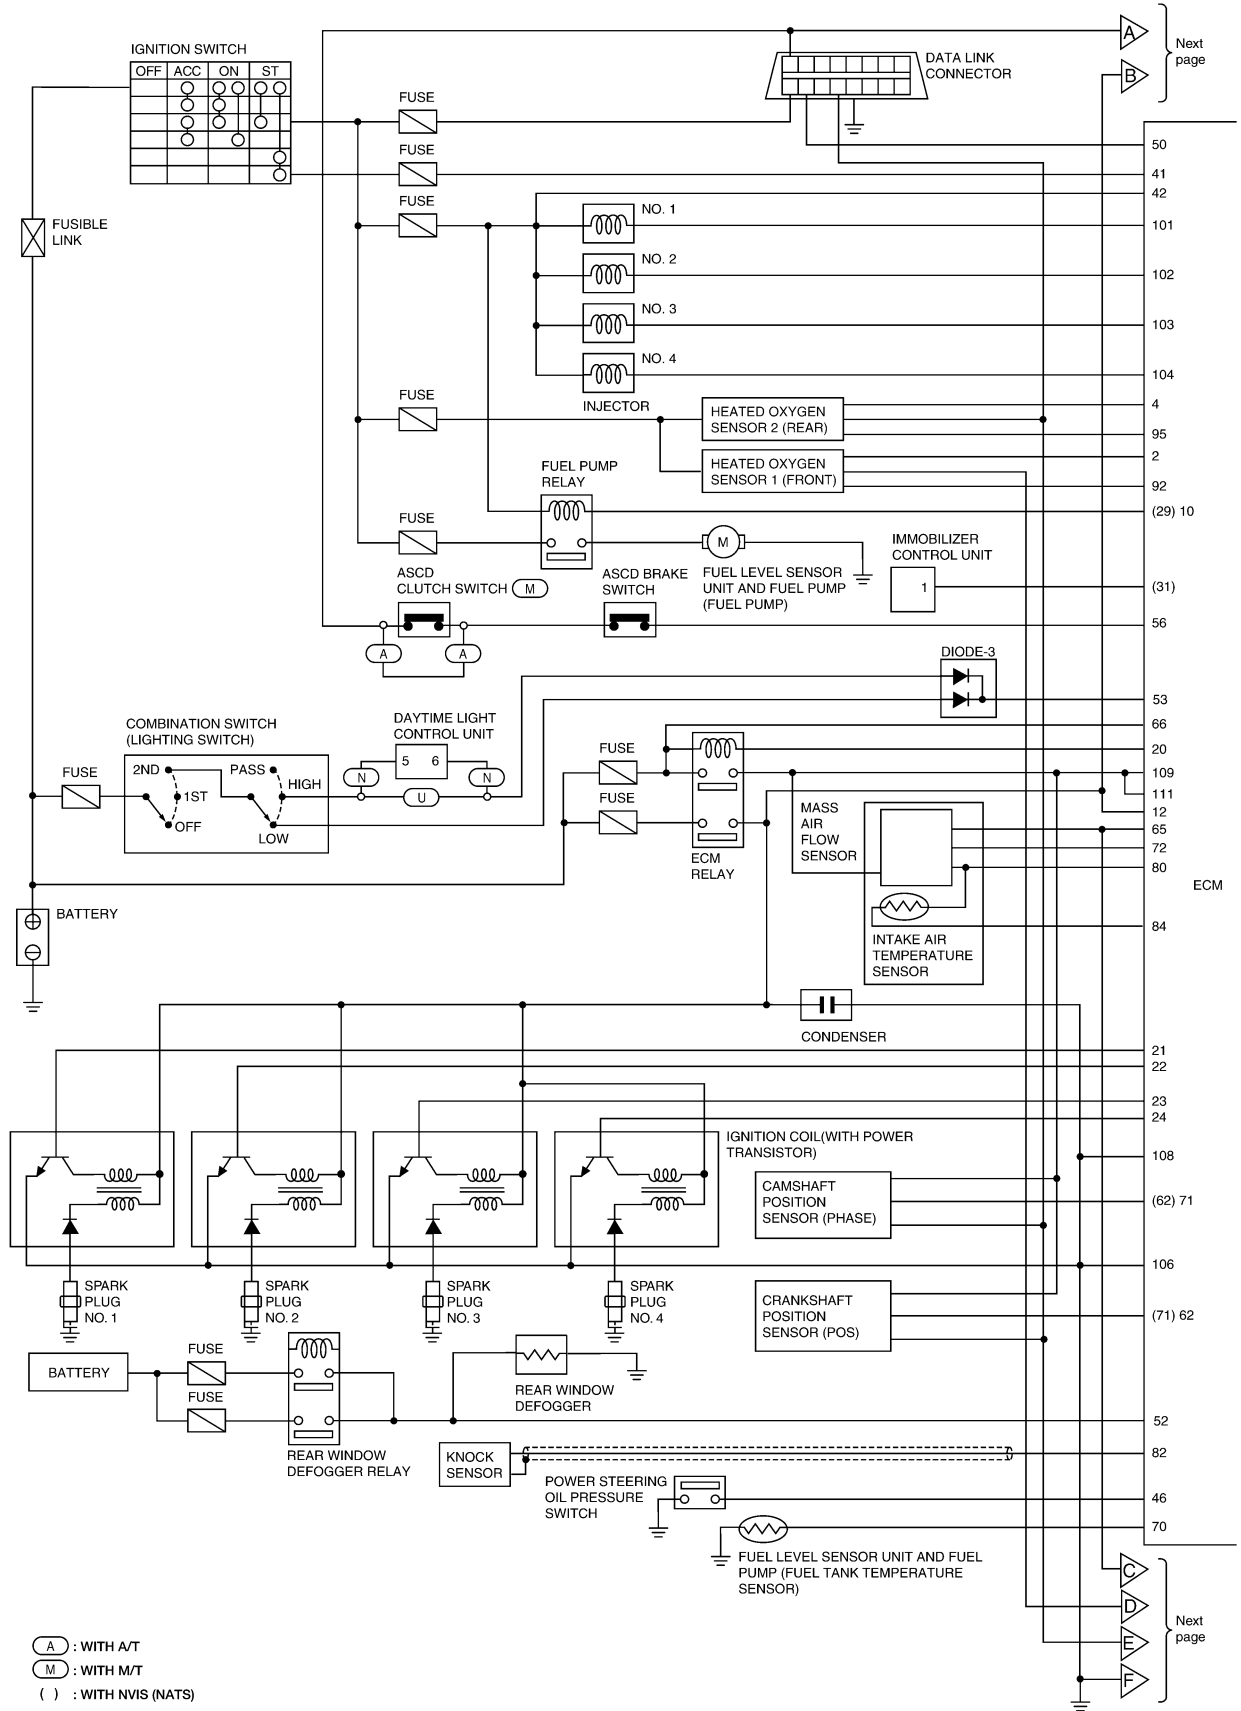 IGNITION SWITCH
OFF ACC ON ST
A
B
Next
page
DATA LINK
CONNECTOR
FUSE
50
FUSE
41
42
FUSE
NO. 1
101
FUSIBLE
LINK
NO. 2
102
NO. 3
103
NO. 4
104
INJECTOR
FUSE
HEATED OXYGEN
SENSOR 2 (REAR)
4
95
HEATED OXYGEN
SENSOR 1 (FRONT)
2
92
FUEL PUMP
RELAY
(29) 10
FUSE
M
FUEL LEVEL SENSOR
UNIT AND FUEL PUMP
(FUEL PUMP)
IMMOBILIZER
CONTROL UNIT
1
(31)
ASCD
CLUTCH SWITCH M
ASCD BRAKE
SWITCH
56
A A
DIODE-3
53
COMBINATION SWITCH
(LIGHTING SWITCH)
DAYTIME LIGHT
CONTROL UNIT
5 6
N N
U
FUSE
2ND
1ST
OFF
PASS
HIGH
LOW
FUSE
FUSE
ECM
RELAY
66
20
109
111
12
65
72
80
84
MASS
AIR
FLOW
SENSOR
INTAKE AIR
TEMPERATURE
SENSOR
ECM
BATTERY
CONDENSER
21
22
23
24
IGNITION COIL(WITH POWER
TRANSISTOR)
108
CAMSHAFT
POSITION
SENSOR (PHASE)
(62) 71
106
SPARK
PLUG
NO. 1
SPARK
PLUG
NO. 2
SPARK
PLUG
NO. 3
SPARK
PLUG
NO. 4
CRANKSHAFT
POSITION
SENSOR (POS)
(71) 62
BATTERY
FUSE
FUSE
REAR WINDOW
DEFOGGER RELAY
REAR WINDOW
DEFOGGER
52
KNOCK
SENSOR
82
POWER STEERING
OIL PRESSURE
SWITCH
46
70
FUEL LEVEL SENSOR UNIT AND FUEL
PUMP (FUEL TANK TEMPERATURE
SENSOR)
C
D
E
F
Next
page
A : WITH A/T
M : WITH M/T
( ) : WITH NVIS (NATS)